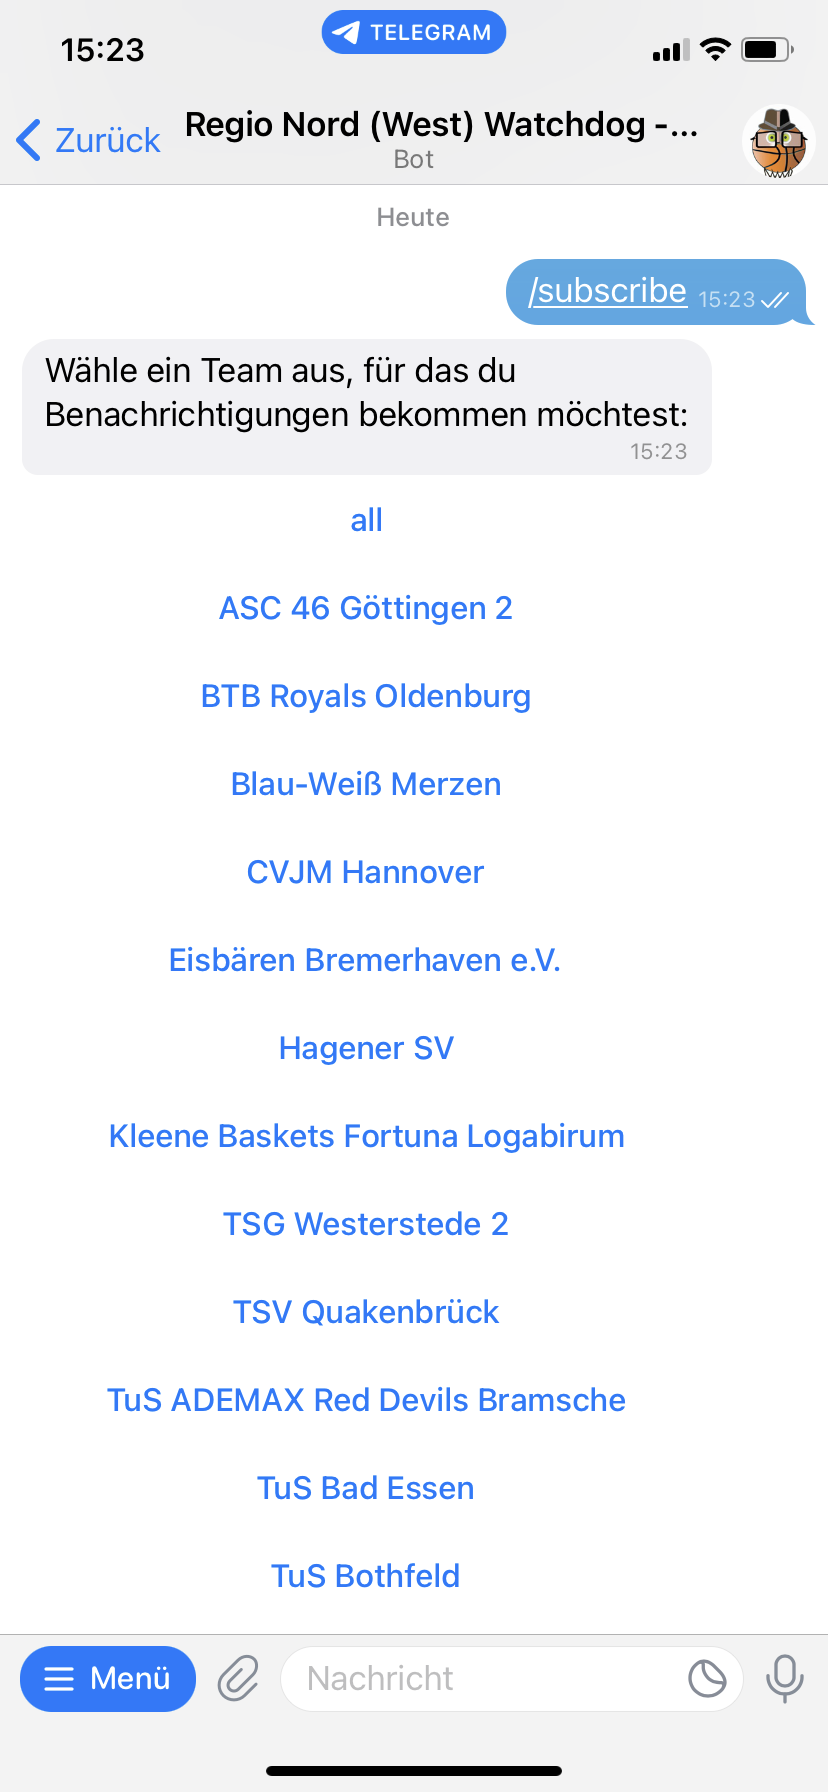 15:23
TELEGRAM
Zurück
Regio Nord (West) Watchdog -...
Bot
Heute
/subscribe 15:23
Wähle ein Team aus, für das du
Benachrichtigungen bekommen möchtest:
15:23
all
ASC 46 Göttingen 2
BTB Royals Oldenburg
Blau-Weiß Merzen
CVJM Hannover
Eisbären Bremerhaven e.V.
Hagener SV
Kleene Baskets Fortuna Logabirum
TSG Westerstede 2
TSV Quakenbrück
TuS ADEMAX Red Devils Bramsche
TuS Bad Essen
TuS Bothfeld
Menü
Nachricht